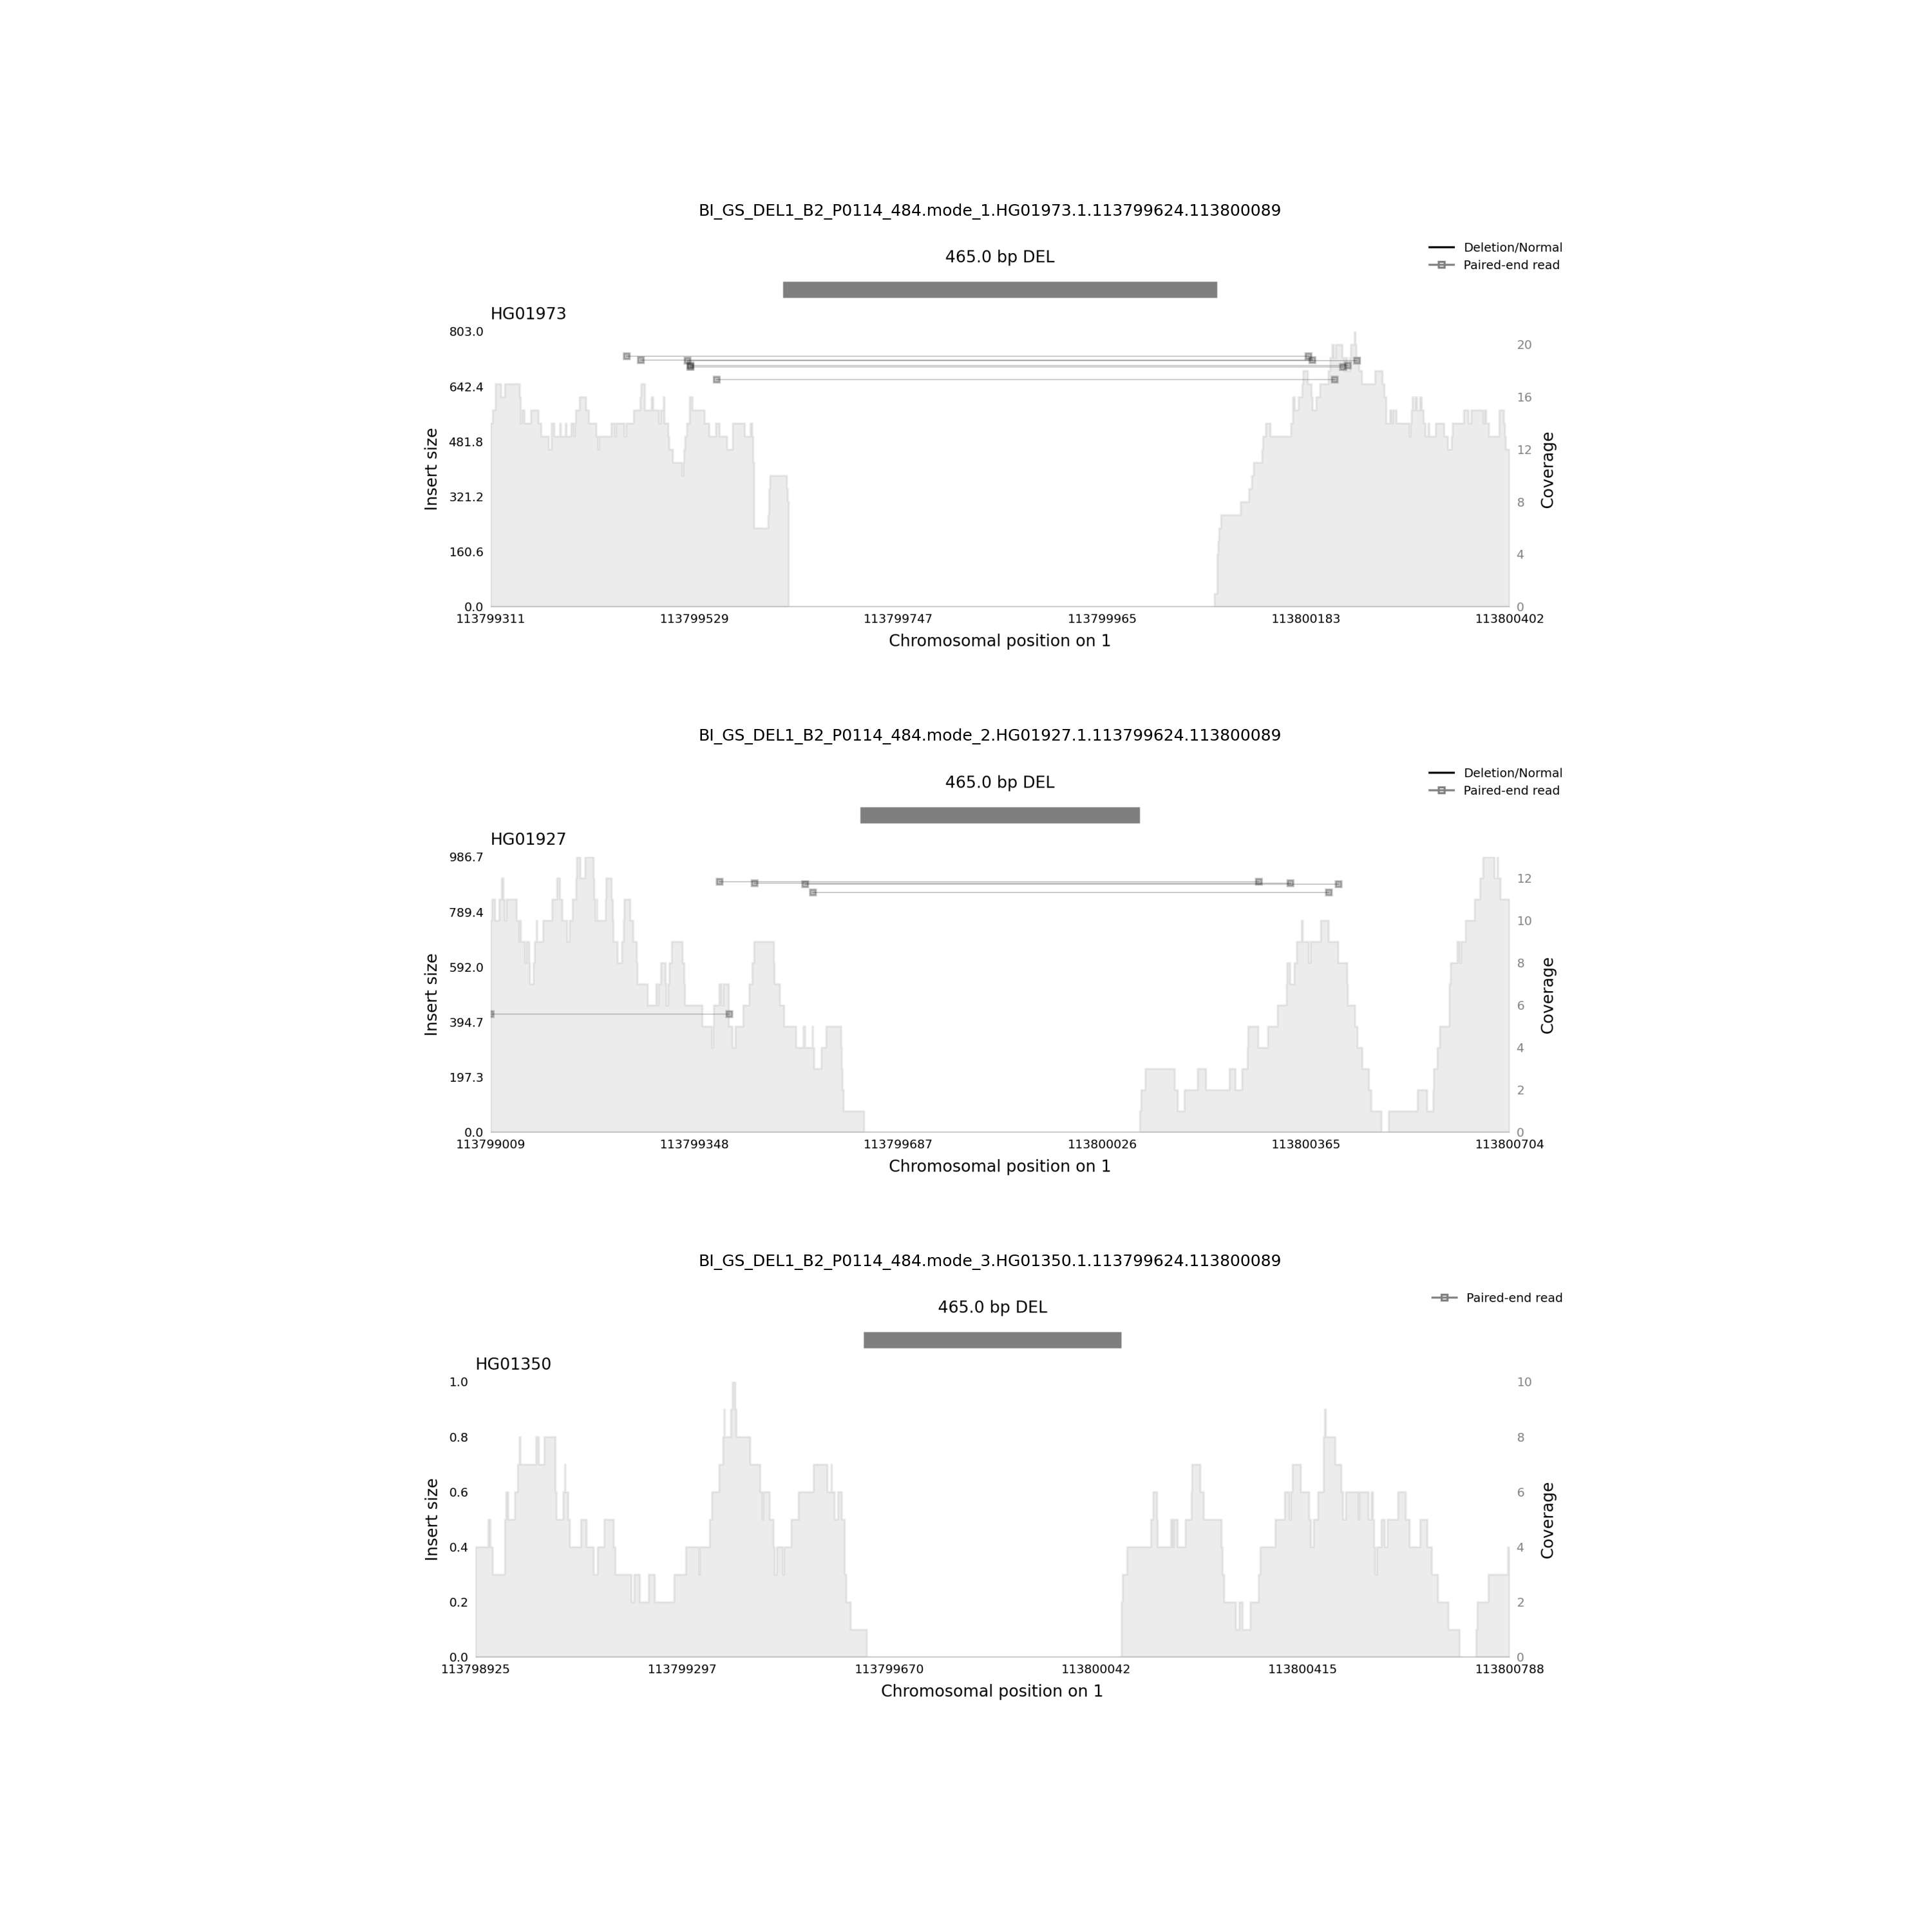 BI_GS_DEL1_B2_P0114_484.mode_1.HG01973.1.113799624.113800089
465.0 bp DEL
Deletion/Normal
Paired-end read
HG01973
803.0
642.4
481.8
321.2
160.6
0.0
Insert size
20
16
12
8
4
0
Coverage
113799311 113799529 113799747 113799965 113800183 113800402
Chromosomal position on 1
BI_GS_DEL1_B2_P0114_484.mode_2.HG01927.1.113799624.113800089
465.0 bp DEL
Deletion/Normal
Paired-end read
HG01927
986.7
789.4
592.0
394.7
197.3
0.0
Insert size
12
10
8
6
4
2
0
Coverage
113799009 113799348 113799687 113800026 113800365 113800704
Chromosomal position on 1
BI_GS_DEL1_B2_P0114_484.mode_3.HG01350.1.113799624.113800089
465.0 bp DEL
Paired-end read
HG01350
1.0
0.8
0.6
0.4
0.2
0.0
Insert size
10
8
6
4
2
0
Coverage
113798925 113799297 113799670 113800042 113800415 113800788
Chromosomal position on 1